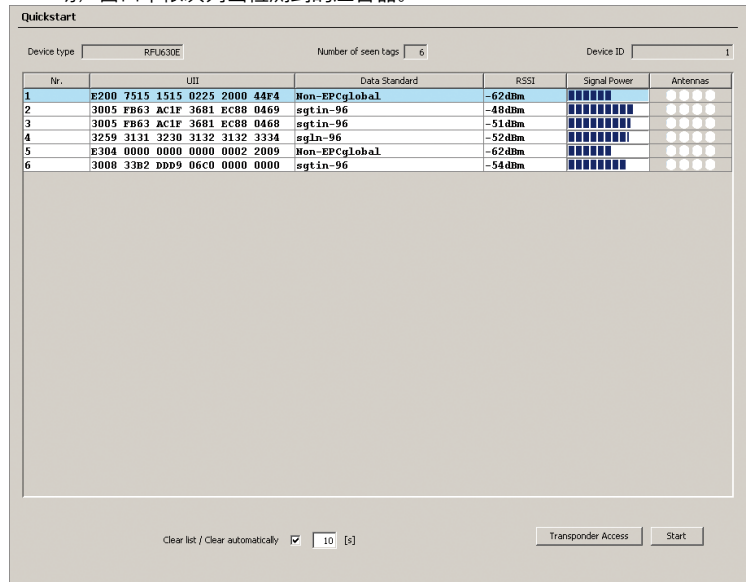 Quickstart
Device type RFU630E Number of seen tags 6 Device ID 1
Nr. UII Data Standard RSSI Signal Power Antennas
1 E200 7515 1515 0225 2000 44F4 Non-EPCglobal -62dBm
2 3005 FB63 AC1F 3681 EC88 0469 sgtin-96 -48dBm
3 3005 FB63 AC1F 3681 EC88 0468 sgtin-96 -51dBm
4 3259 3131 3230 3132 3132 3334 sgln-96 -52dBm
5 E304 0000 0000 0000 0002 2009 Non-EPCglobal -62dBm
6 3008 33B2 DDD9 06C0 0000 0000 sgtin-96 -54dBm
Clear list / Clear automatically 10 [s] Transponder Access Start